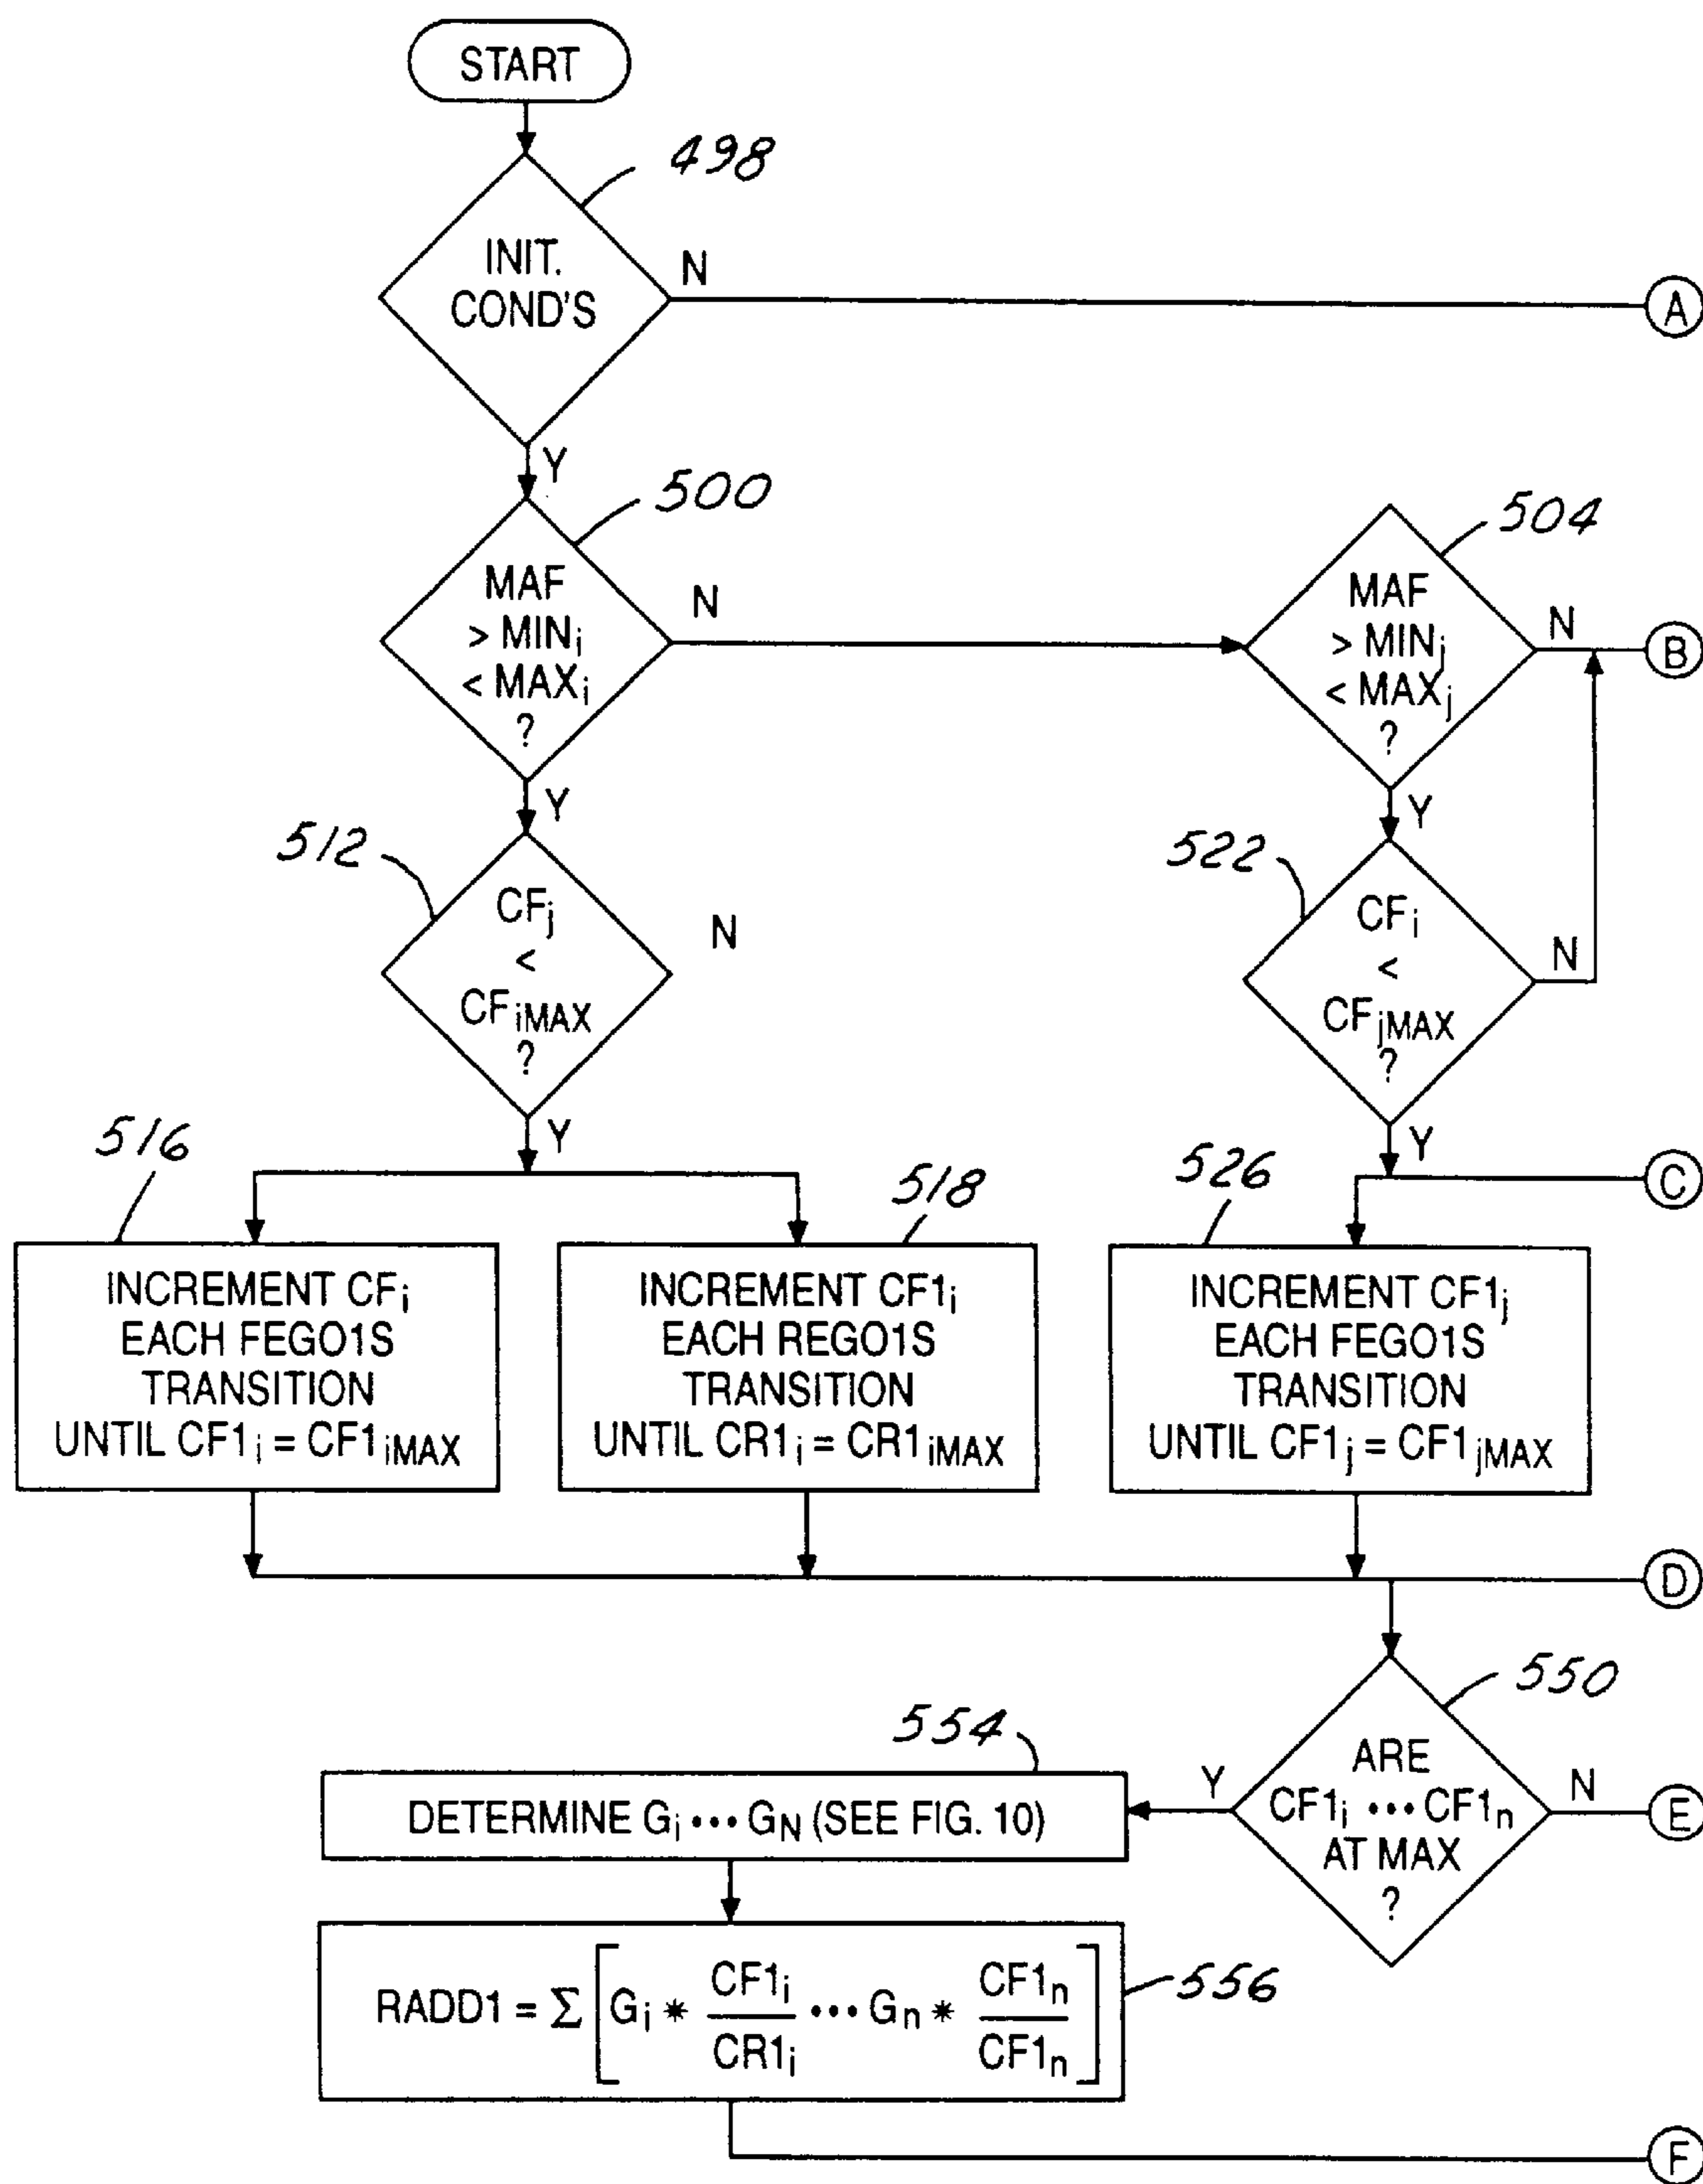 START
498
INIT.
COND'S
N
A
Y
500
MAF
> MINi
< MAXi
?
N
504
MAF
> MINj
< MAXj
?
N
B
Y
Y
512
CFj
<
CFiMAX
?
N
522
CFi
<
CFjMAX
?
N
Y
Y
C
516
INCREMENT CFi
EACH FEGO1S
TRANSITION
UNTIL CF1i = CF1iMAX
518
INCREMENT CF1i
EACH REGO1S
TRANSITION
UNTIL CR1i = CR1iMAX
526
INCREMENT CF1j
EACH FEGO1S
TRANSITION
UNTIL CF1j = CF1jMAX
D
550
ARE
CF1i ••• CF1n
AT MAX
?
Y
N
E
554
DETERMINE Gi ••• GN (SEE FIG. 10)
556
RADD1 = Σ [Gi * CF1i/CR1i ••• Gn * CF1n/CF1n]
F